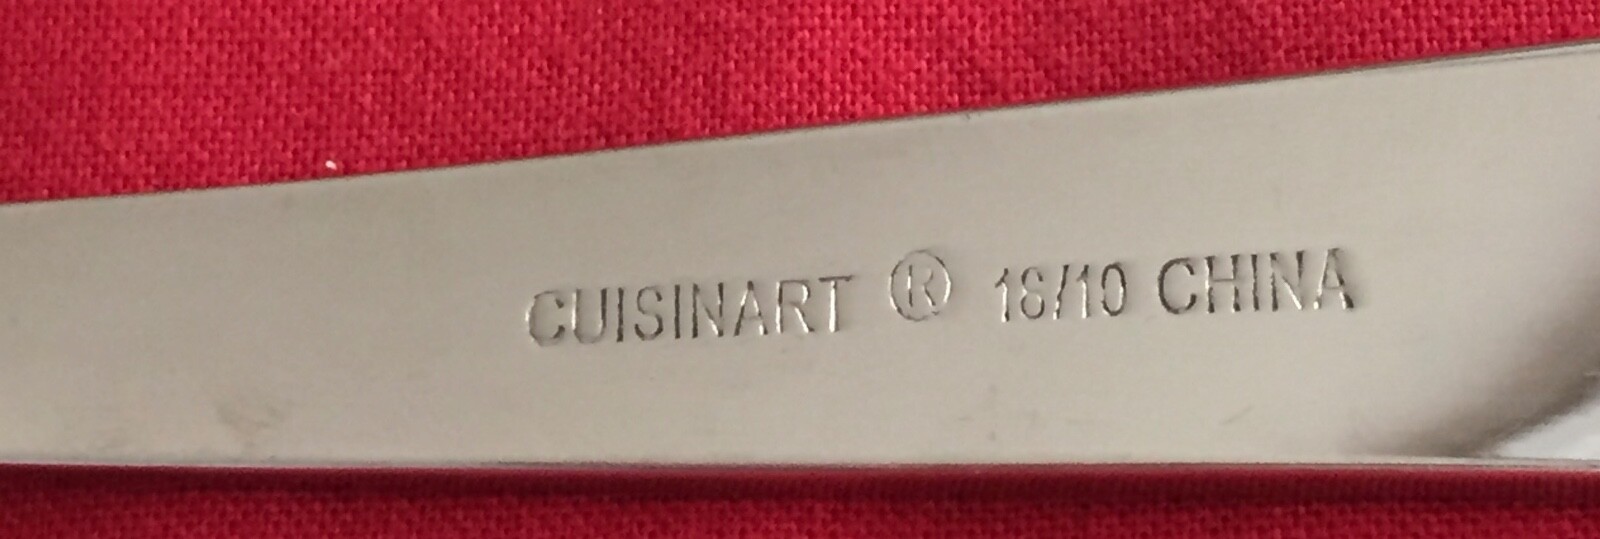 CUISINART ® 18/10 CHINA